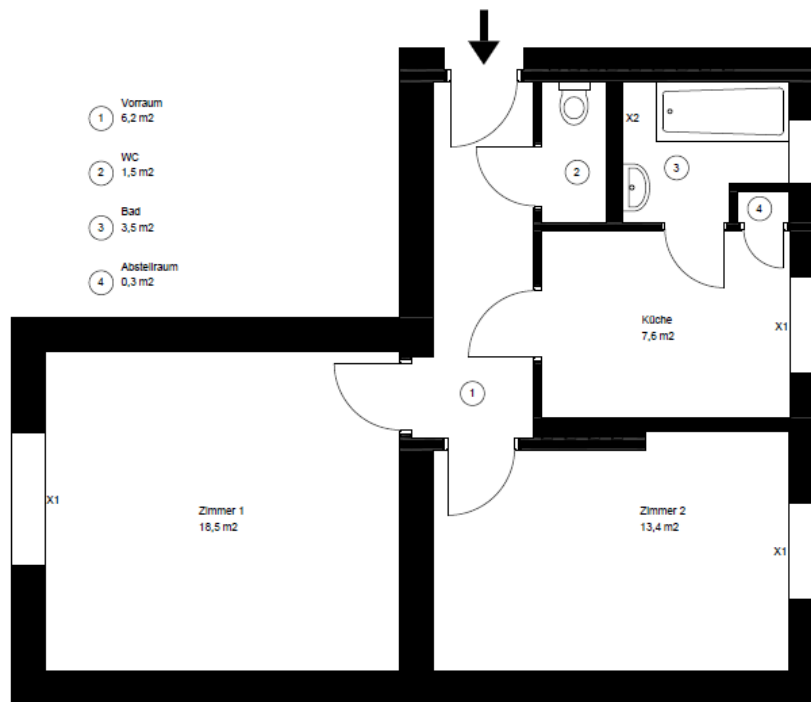 1
Vorraum
6,2 m2
2
WC
1,5 m2
3
Bad
3,5 m2
4
Abstellraum
0,3 m2
X2
2
3
4
Küche
7,6 m2
X1
1
X1
Zimmer 1
18,5 m2
Zimmer 2
13,4 m2
X1